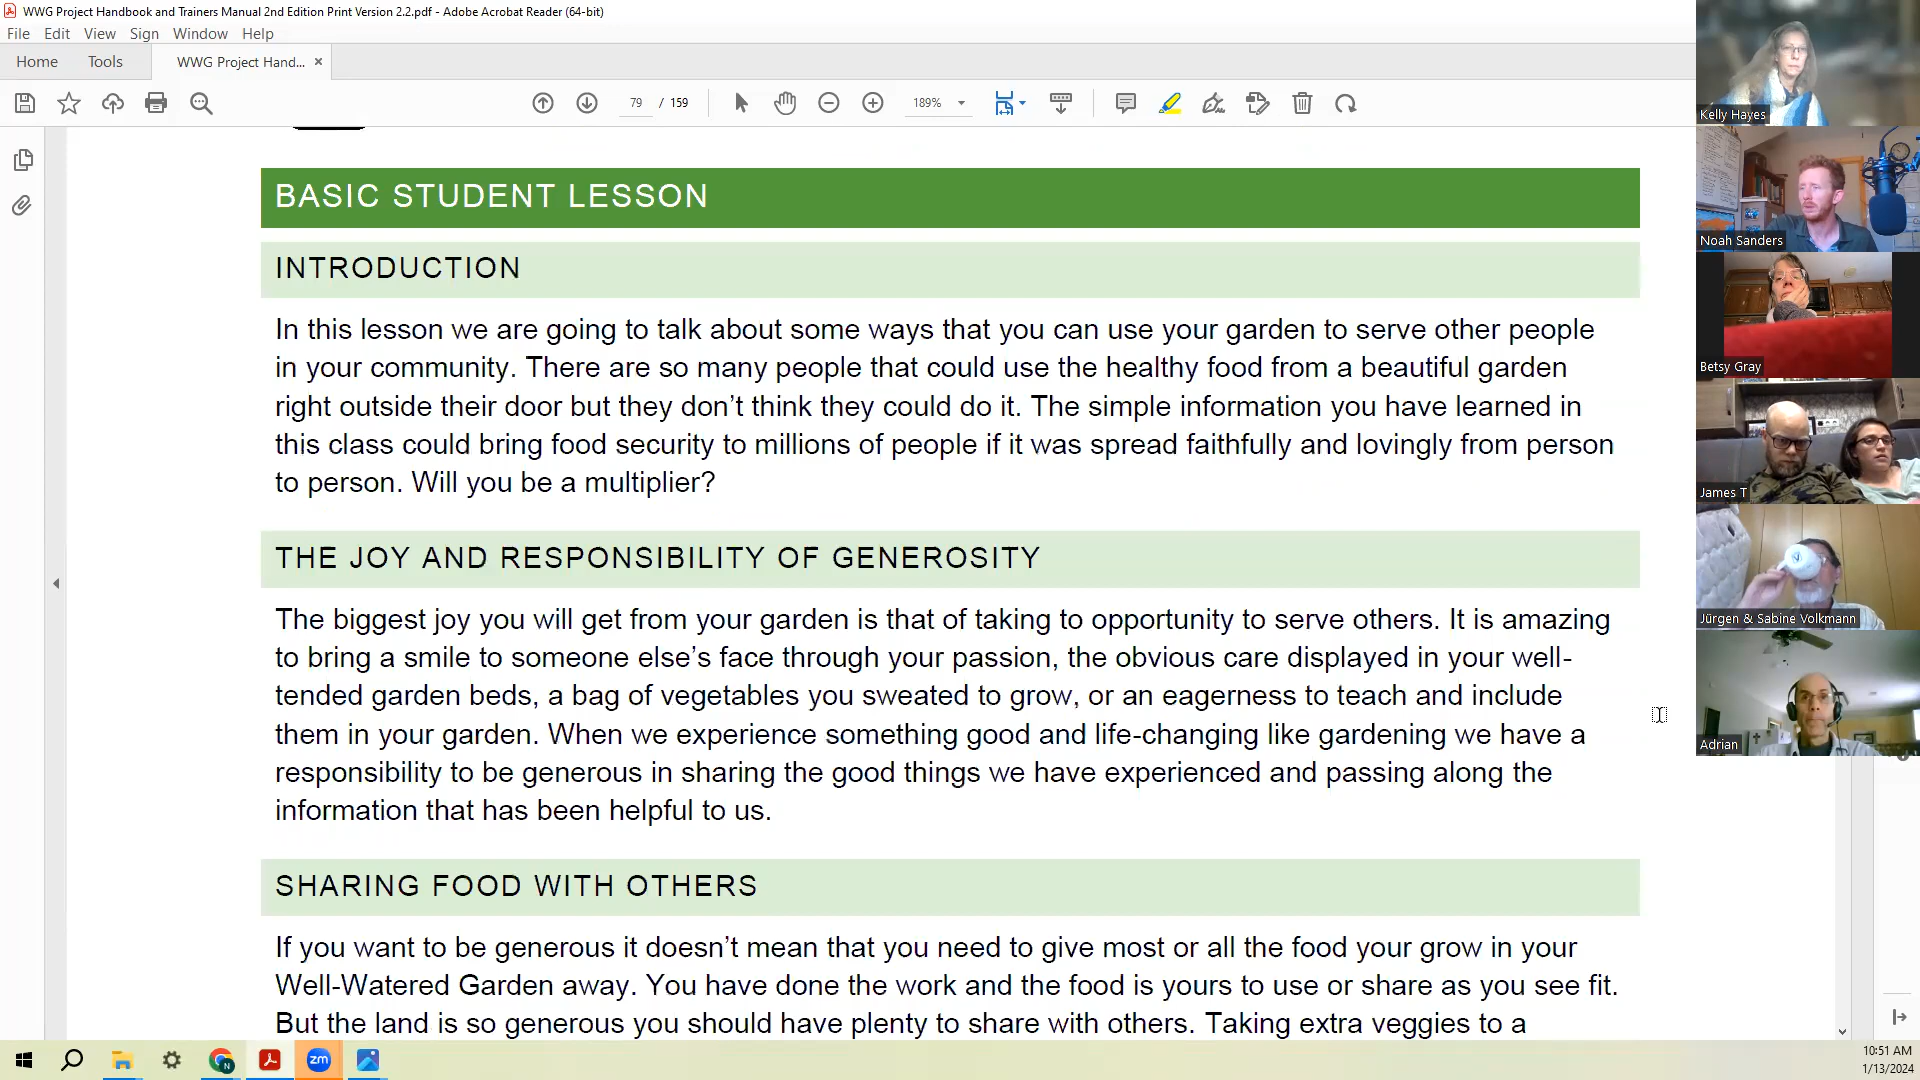 WWG Project Handbook and Trainers Manual 2nd Edition Print Version 2.2.pdf - Adobe Acrobat Reader (64-bit)
File Edit View Sign Window Help
Home Tools WWG Project Hand... ×
79 / 159 189%
BASIC STUDENT LESSON
INTRODUCTION
In this lesson we are going to talk about some ways that you can use your garden to serve other people
in your community. There are so many people that could use the healthy food from a beautiful garden
right outside their door but they don’t think they could do it. The simple information you have learned in
this class could bring food security to millions of people if it was spread faithfully and lovingly from person
to person. Will you be a multiplier?
THE JOY AND RESPONSIBILITY OF GENEROSITY
The biggest joy you will get from your garden is that of taking to opportunity to serve others. It is amazing
to bring a smile to someone else’s face through your passion, the obvious care displayed in your well-
tended garden beds, a bag of vegetables you sweated to grow, or an eagerness to teach and include
them in your garden. When we experience something good and life-changing like gardening we have a
responsibility to be generous in sharing the good things we have experienced and passing along the
information that has been helpful to us.
SHARING FOOD WITH OTHERS
If you want to be generous it doesn’t mean that you need to give most or all the food your grow in your
Well-Watered Garden away. You have done the work and the food is yours to use or share as you see fit.
But the land is so generous you should have plenty to share with others. Taking extra veggies to a
Kelly Hayes
Noah Sanders
Betsy Gray
James T
Jürgen & Sabine Volkmann
Adrian
zm
10:51 AM
1/13/2024